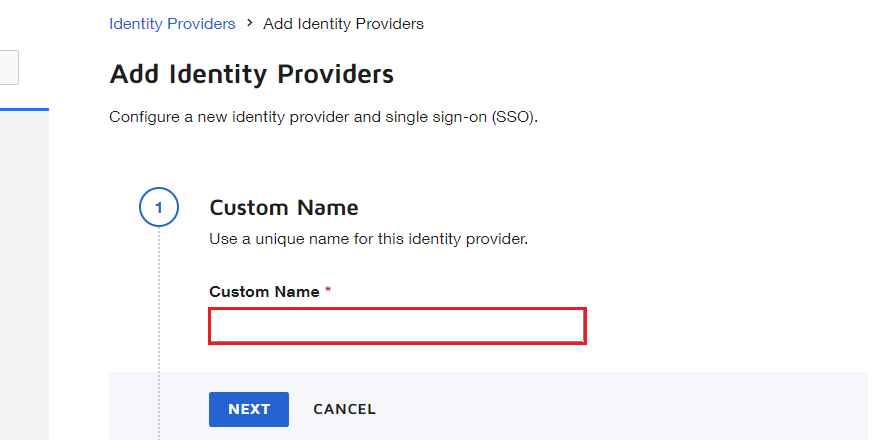 Identity Providers > Add Identity Providers
Add Identity Providers
Configure a new identity provider and single sign-on (SSO).
1
Custom Name
Use a unique name for this identity provider.
Custom Name *
NEXT CANCEL